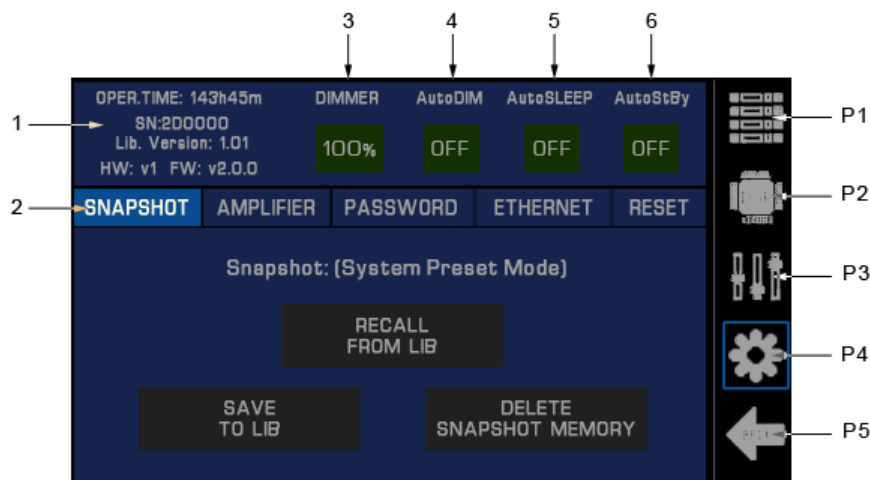 3 4 5 6
OPER.TIME: 143h45m DIMMER AutoDIM AutoSLEEP AutoStBy
1 SN:2D0000
Lib. Version: 1.01 100% OFF OFF OFF
HW: v1 FW: v2.0.0
2 SNAPSHOT AMPLIFIER PASSWORD ETHERNET RESET
Snapshot: (System Preset Mode)
RECALL
FROM LIB
SAVE DELETE
TO LIB SNAPSHOT MEMORY
P1
P2
P3
P4
P5